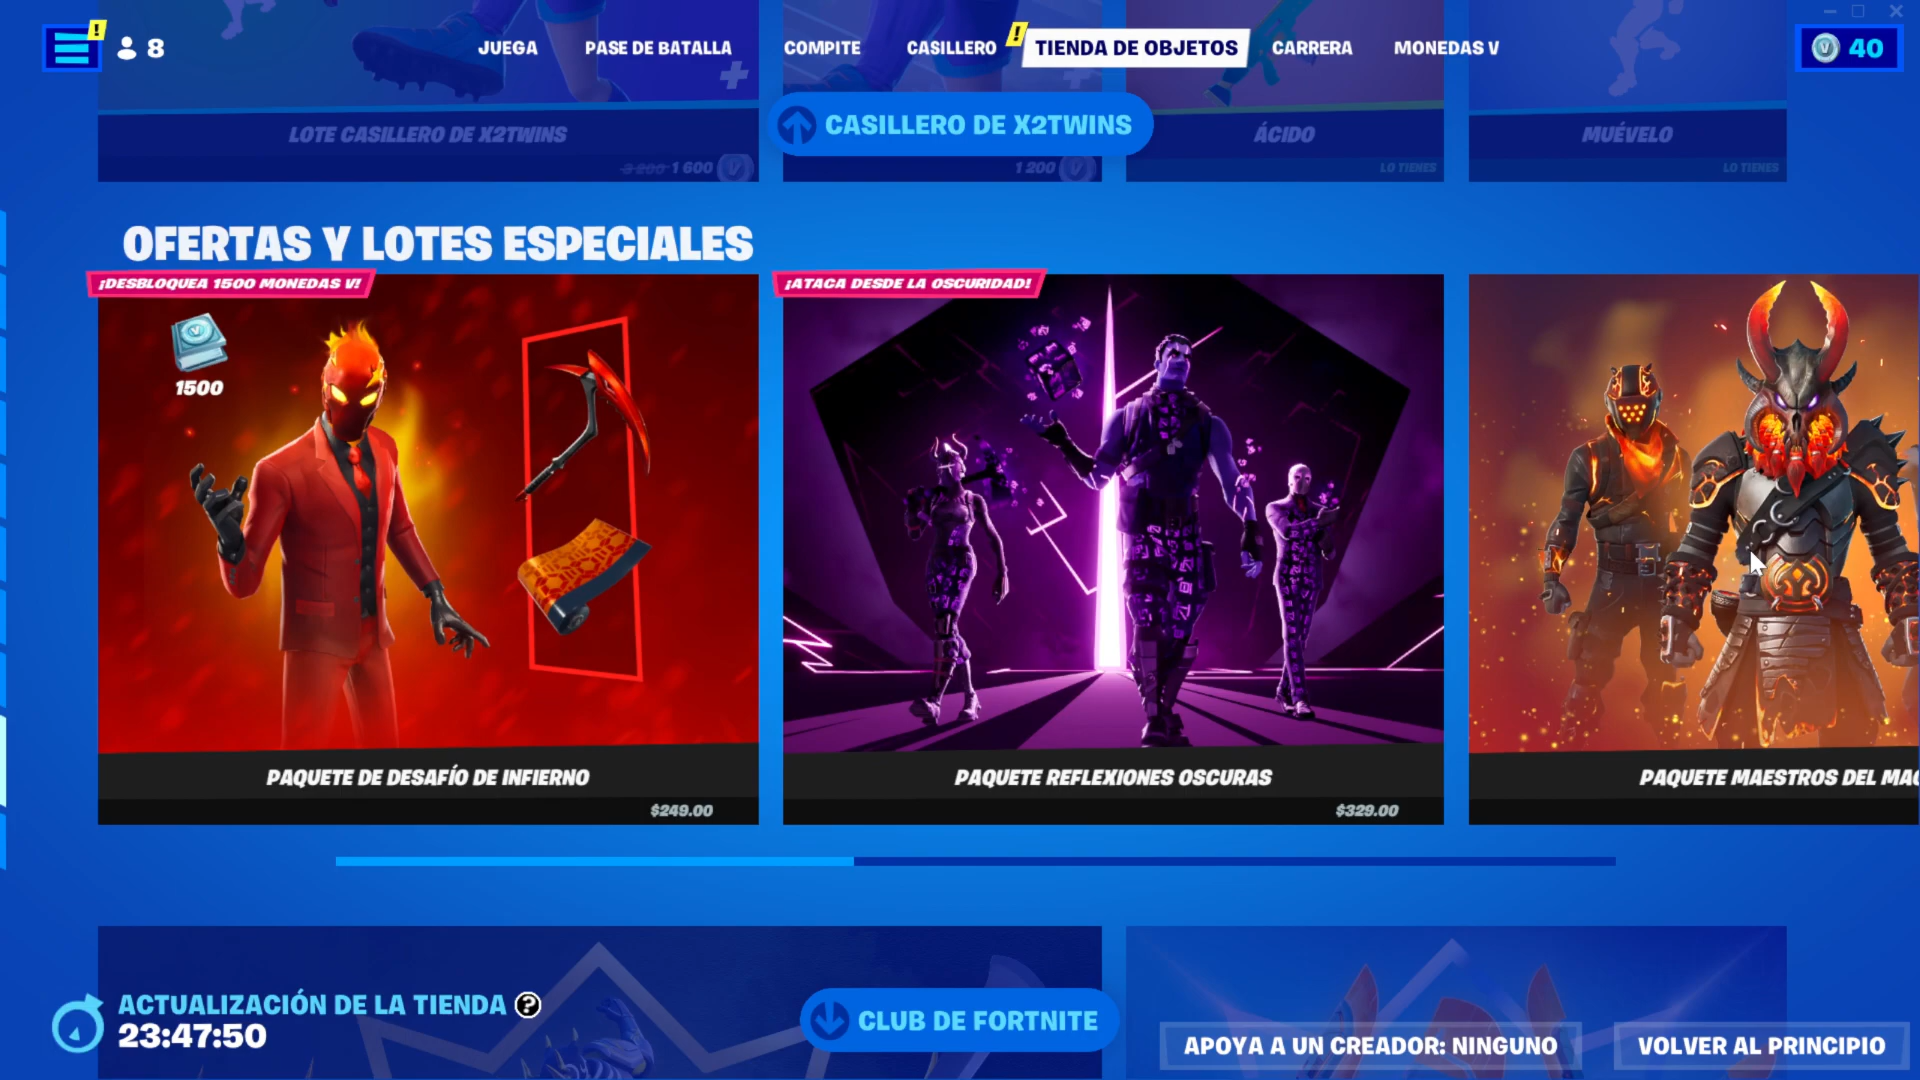 8
JUEGA
PASE DE BATALLA
COMPITE
CASILLERO
TIENDA DE OBJETOS
CARRERA
MONEDAS V
40
CASILLERO DE X2TWINS
LOTE CASILLERO DE X2TWINS
3 200 1 600
1 200
ÁCIDO
LO TIENES
MUÉVELO
LO TIENES
OFERTAS Y LOTES ESPECIALES
¡DESBLOQUEA 1500 MONEDAS V!
1500
PAQUETE DE DESAFÍO DE INFIERNO
$249.00
¡ATACA DESDE LA OSCURIDAD!
PAQUETE REFLEXIONES OSCURAS
$329.00
PAQUETE MAESTROS DEL MAG
ACTUALIZACIÓN DE LA TIENDA ?
23:47:50
CLUB DE FORTNITE
APOYA A UN CREADOR: NINGUNO
VOLVER AL PRINCIPIO